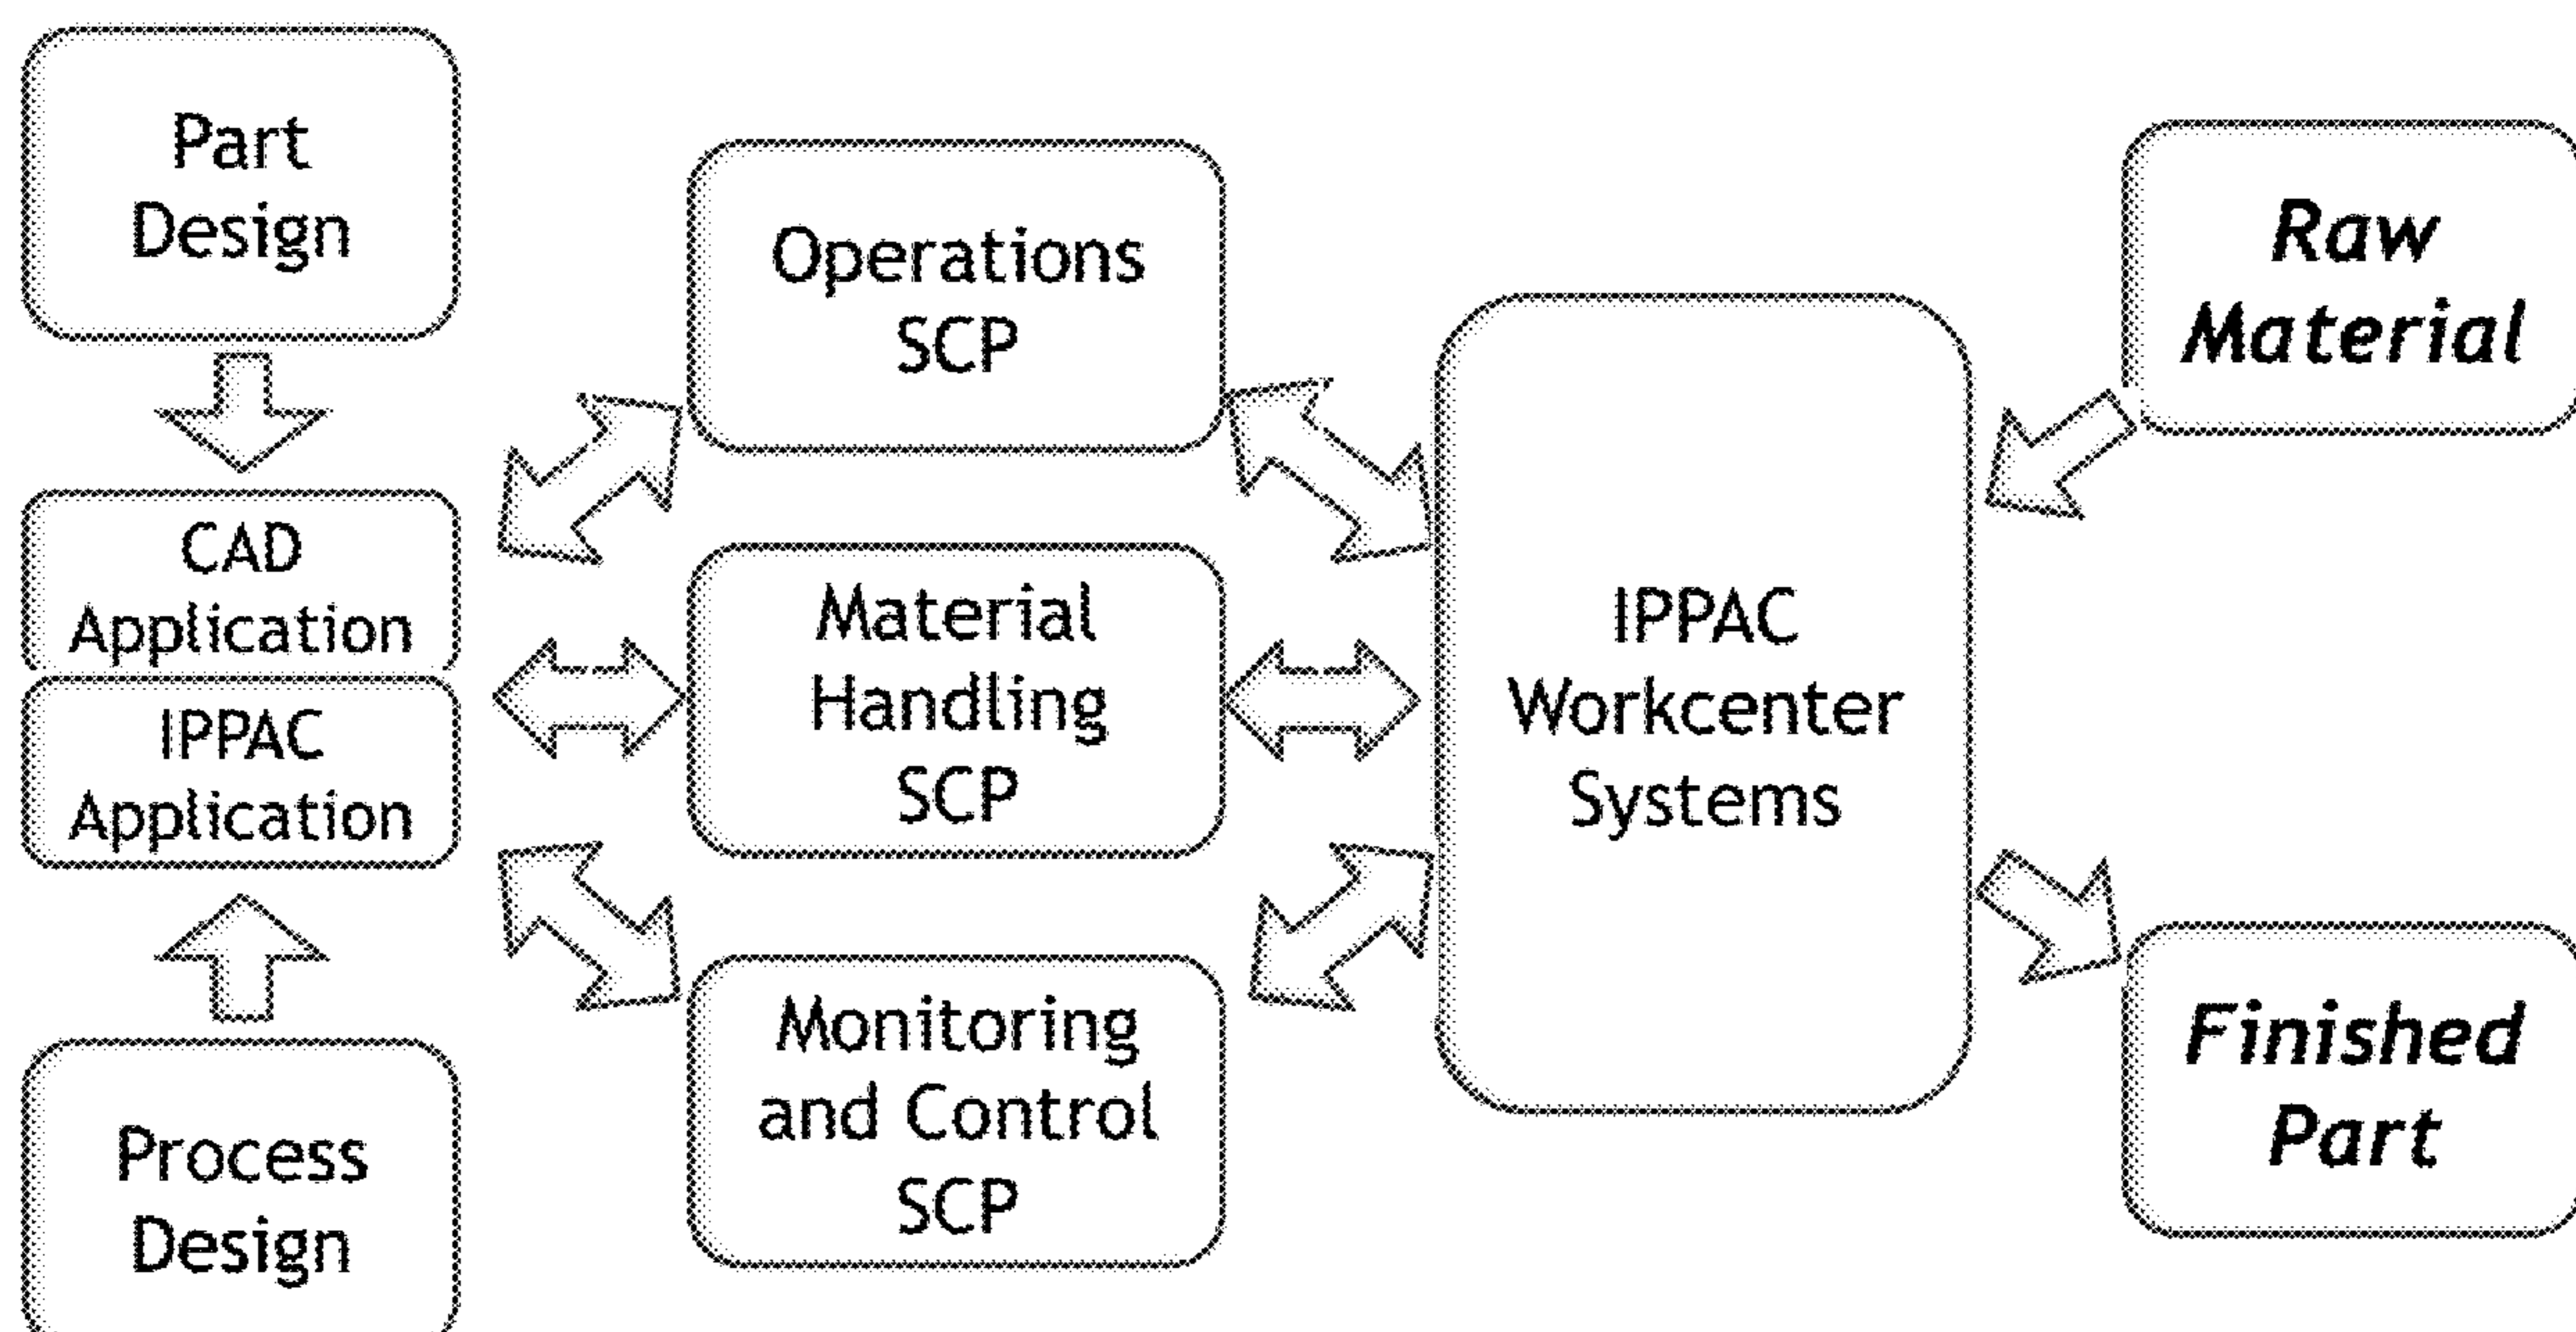 Part
Design
CAD
Application
IPPAC
Application
Process
Design
Operations
SCP
Material
Handling
SCP
Monitoring
and Control
SCP
IPPAC
Workcenter
Systems
Raw
Material
Finished
Part